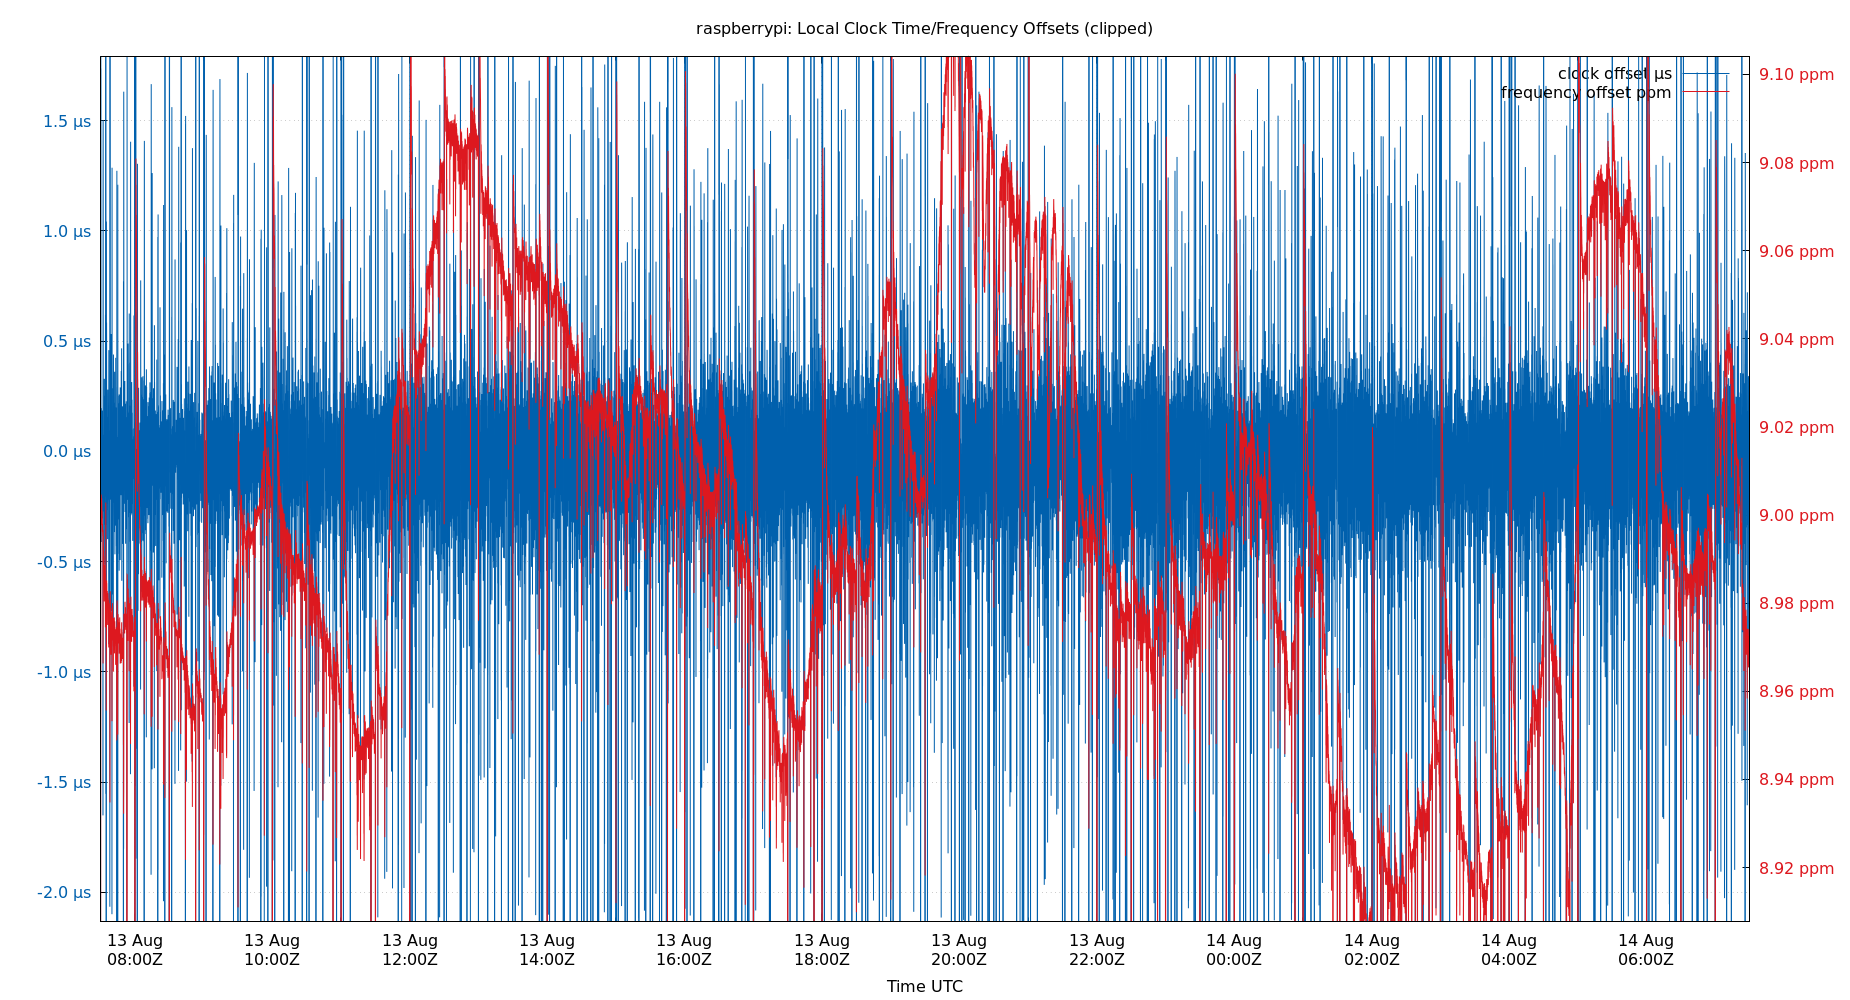 raspberrypi: Local Clock Time/Frequency Offsets (clipped)
clock offset µs
frequency offset ppm
1.5 µs
1.0 µs
0.5 µs
0.0 µs
-0.5 µs
-1.0 µs
-1.5 µs
-2.0 µs
9.10 ppm
9.08 ppm
9.06 ppm
9.04 ppm
9.02 ppm
9.00 ppm
8.98 ppm
8.96 ppm
8.94 ppm
8.92 ppm
13 Aug 13 Aug 13 Aug 13 Aug 13 Aug 13 Aug 13 Aug 13 Aug 14 Aug 14 Aug 14 Aug 14 Aug
08:00Z 10:00Z 12:00Z 14:00Z 16:00Z 18:00Z 20:00Z 22:00Z 00:00Z 02:00Z 04:00Z 06:00Z
Time UTC